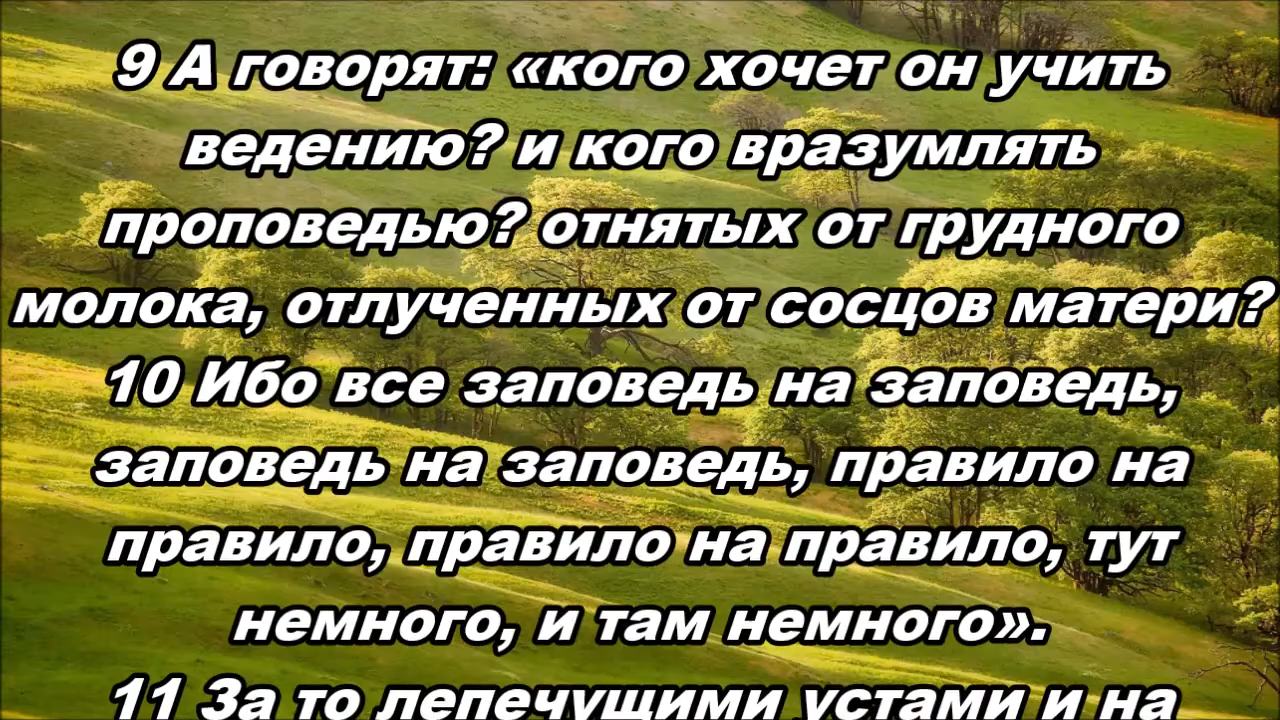 9 А говорят: «кого хочет он учить
ведению? и кого вразумлять
проповедью? отнятых от грудного
молока, отлученных от сосцов матери?
10 Ибо все заповедь на заповедь,
заповедь на заповедь, правило на
правило, правило на правило, тут
немного, и там немного».
11 За то лепечущими устами и на